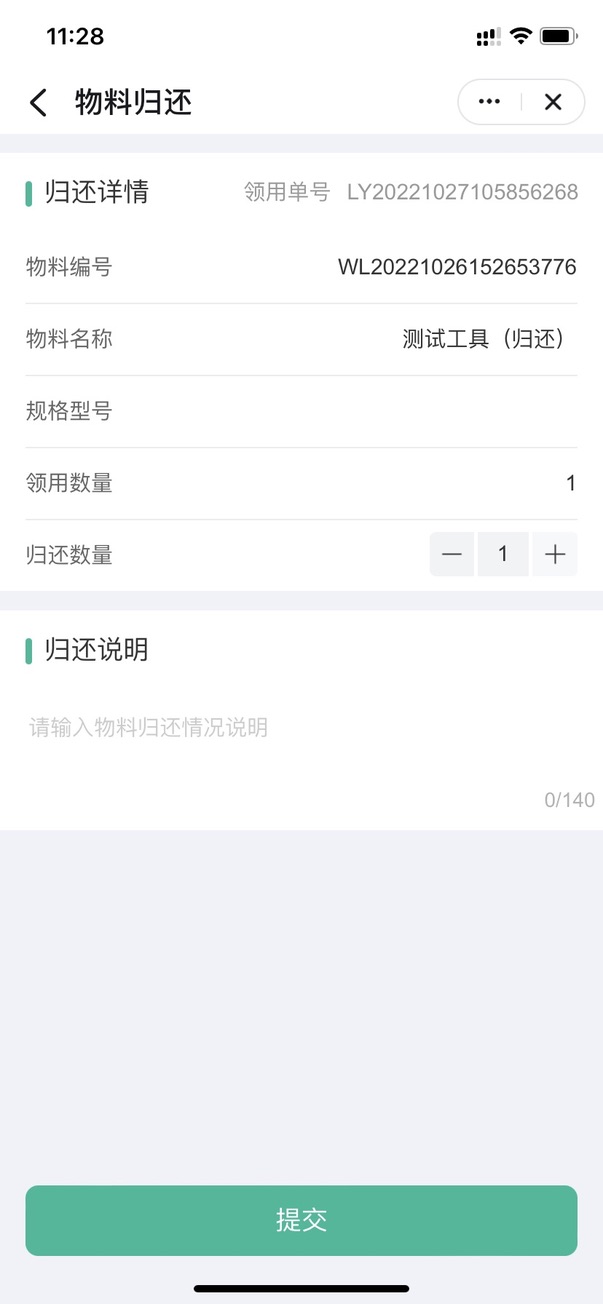 11:28
物料归还
归还详情 领用单号 LY20221027105856268
物料编号 WL20221026152653776
物料名称 测试工具（归还）
规格型号
领用数量 1
归还数量 — 1 +
归还说明
请输入物料归还情况说明
0/140
提交